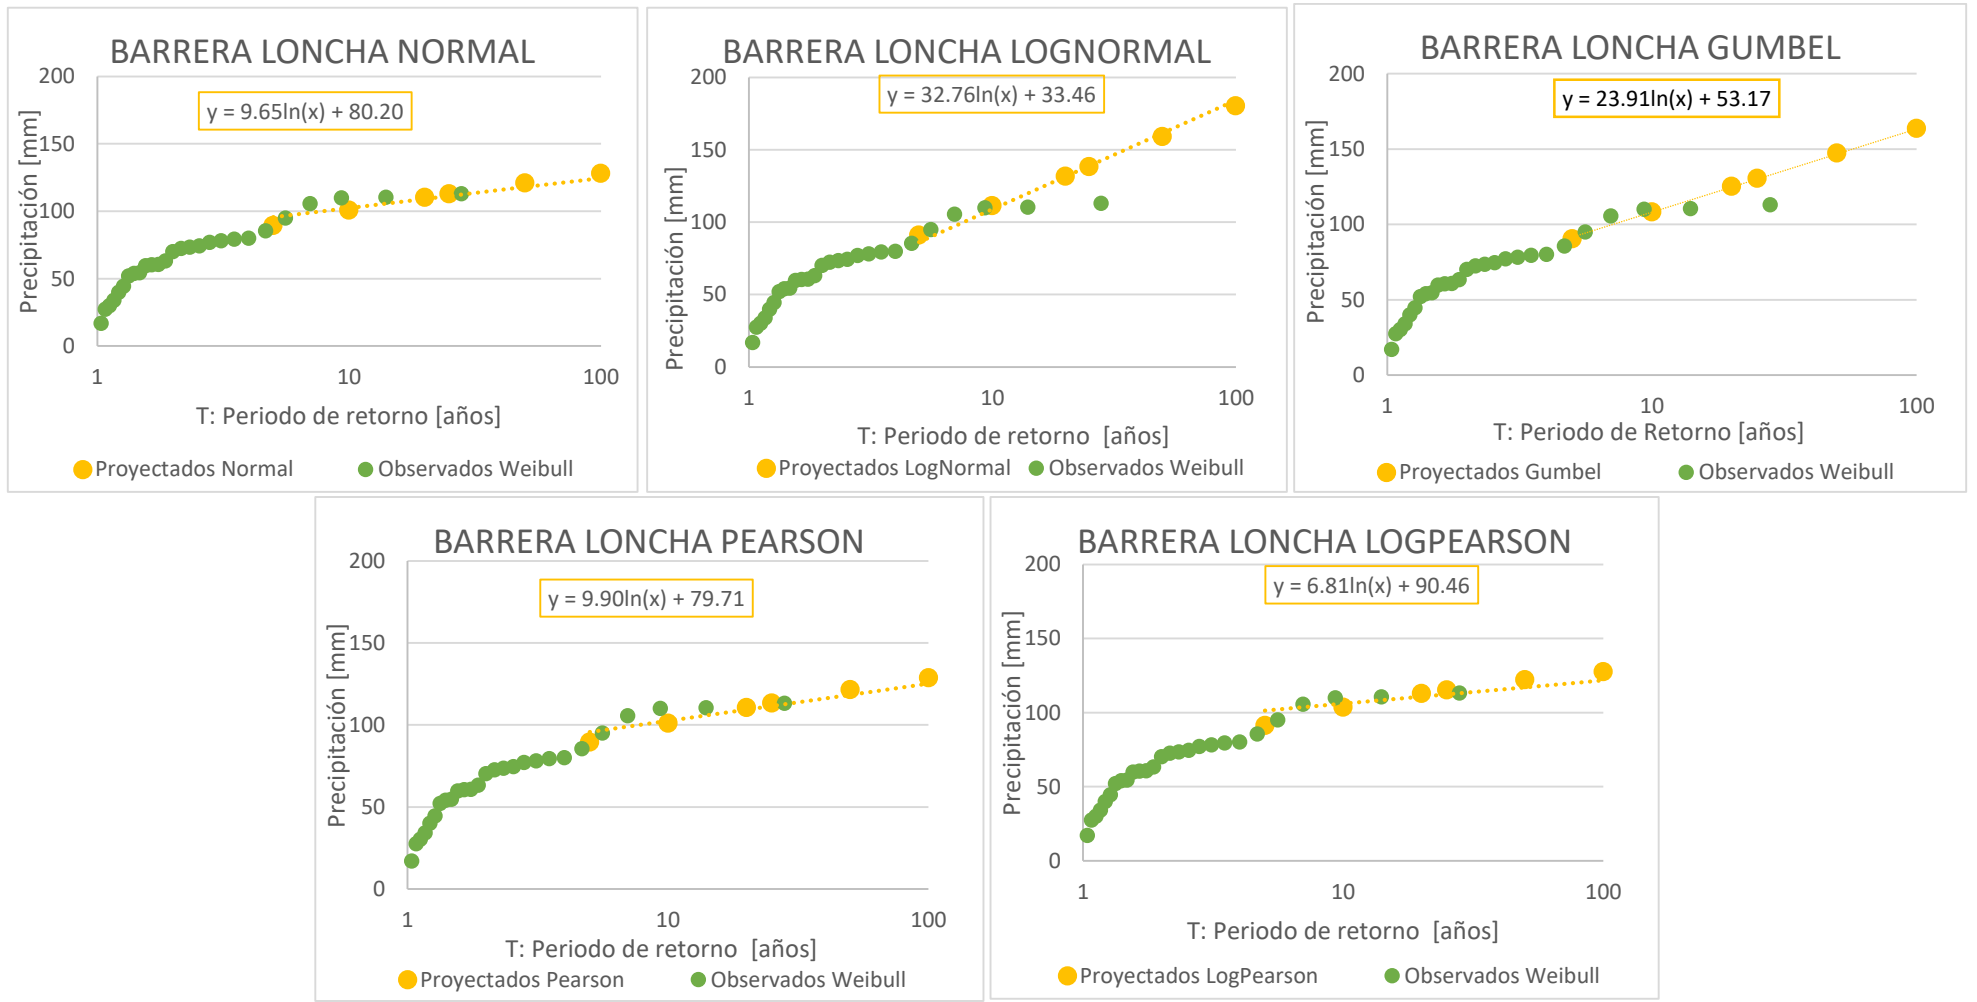 BARRERA LONCHA NORMAL
y = 9.65ln(x) + 80.20
Precipitación [mm]
200
150
100
50
0
1 10 100
T: Periodo de retorno [años]
Proyectados Normal Observados Weibull
BARRERA LONCHA LOGNORMAL
y = 32.76ln(x) + 33.46
Precipitación [mm]
200
150
100
50
0
1 10 100
T: Periodo de retorno [años]
Proyectados LogNormal Observados Weibull
BARRERA LONCHA GUMBEL
y = 23.91ln(x) + 53.17
Precipitación [mm]
200
150
100
50
0
1 10 100
T: Periodo de Retorno [años]
Proyectados Gumbel Observados Weibull
BARRERA LONCHA PEARSON
y = 9.90ln(x) + 79.71
Precipitación [mm]
200
150
100
50
0
1 10 100
T: Periodo de retorno [años]
Proyectados Pearson Observados Weibull
BARRERA LONCHA LOGPEARSON
y = 6.81ln(x) + 90.46
Precipitación [mm]
200
150
100
50
0
1 10 100
T: Periodo de retorno [años]
Proyectados LogPearson Observados Weibull